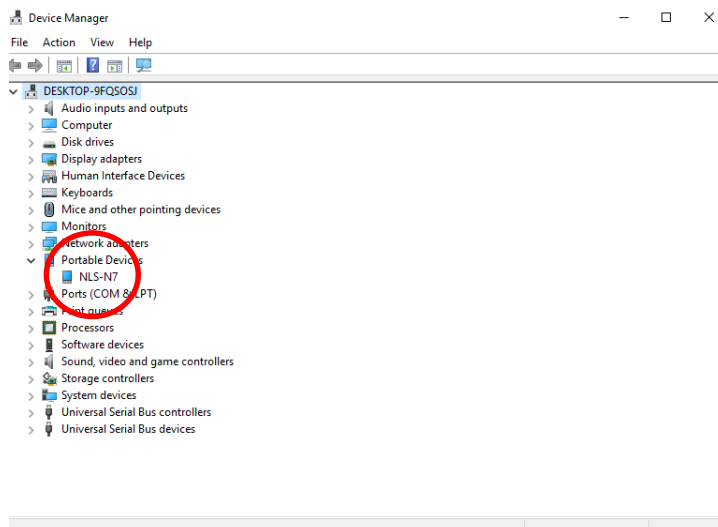 Device Manager
File Action View Help
DESKTOP-9FQSOSJ
Audio inputs and outputs
Computer
Disk drives
Display adapters
Human Interface Devices
Keyboards
Mice and other pointing devices
Monitors
Network adapters
Portable Devices
NLS-N7
Ports (COM & LPT)
Print queues
Processors
Software devices
Sound, video and game controllers
Storage controllers
System devices
Universal Serial Bus controllers
Universal Serial Bus devices